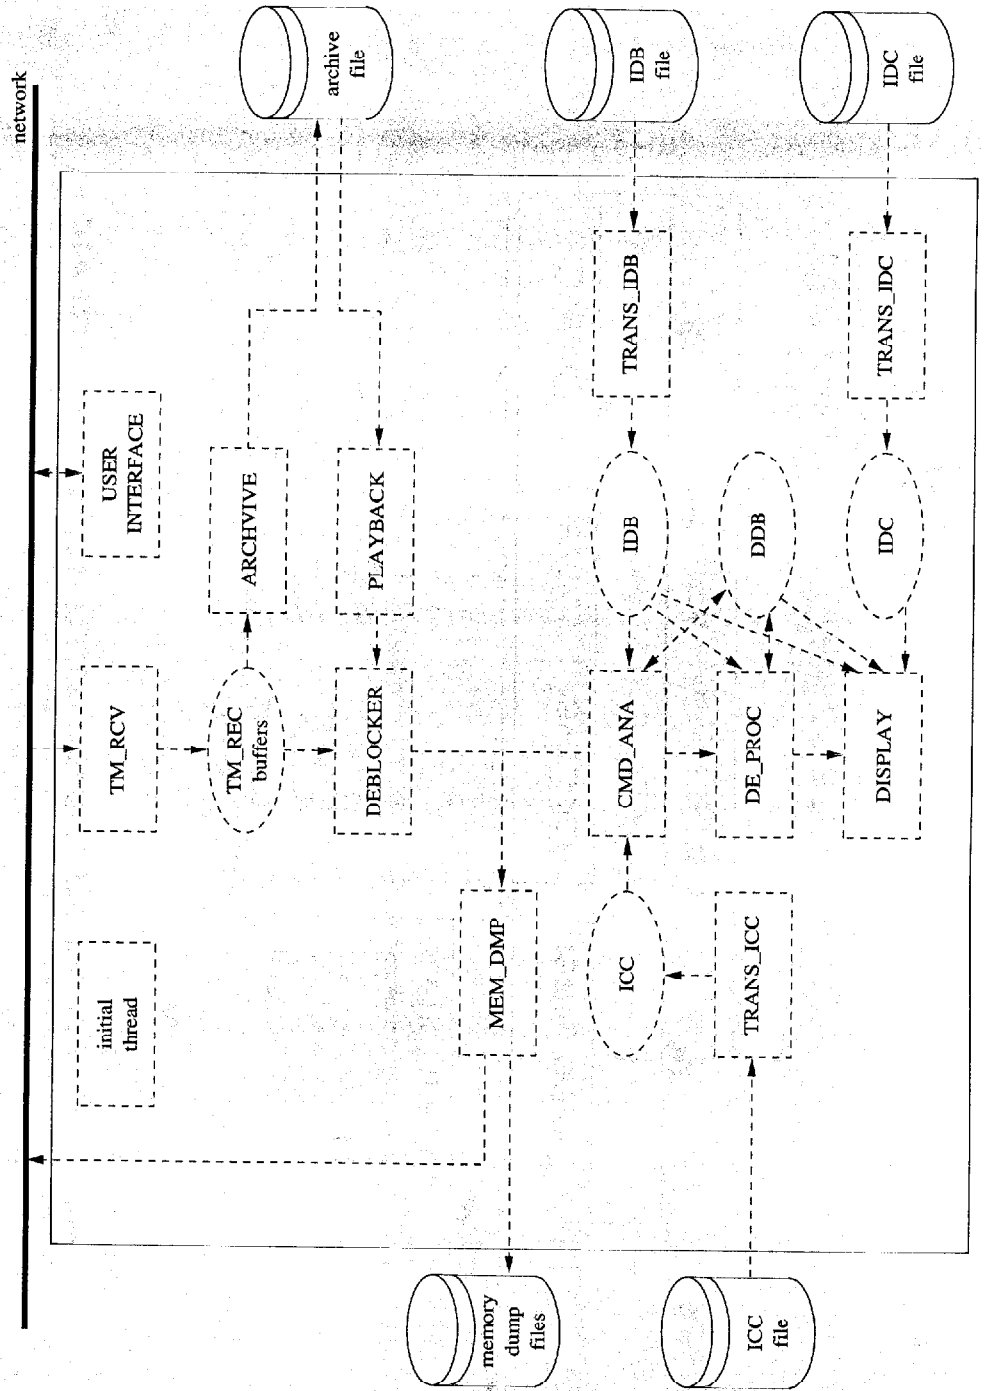 network
initial
thread
TM_RCV
USER
INTERFACE
TM_REC
buffers
ARCHVIVE
archive
file
DEBLOCKER
PLAYBACK
memory
dump
files
MEM_DMP
ICC
CMD_ANA
IDB
TRANS_IDB
IDB
file
ICC
file
TRANS_ICC
DE_PROC
DDB
DISPLAY
IDC
TRANS_IDC
IDC
file